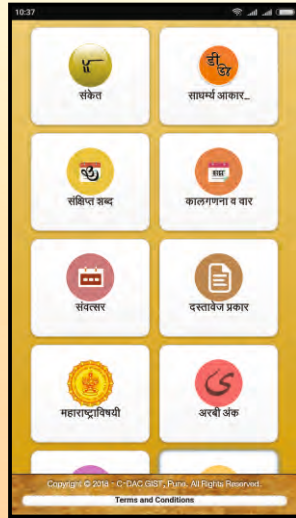 10:37
संकेत
साधर्म्य आकार...
संक्षिप्त शब्द
कालगणना व वार
संवत्सर
दस्तावेज प्रकार
महाराष्ट्राविषयी
अरबी अंक
Copyright © 2018 - C-DAC GIST, Pune. All Rights Reserved.
Terms and Conditions